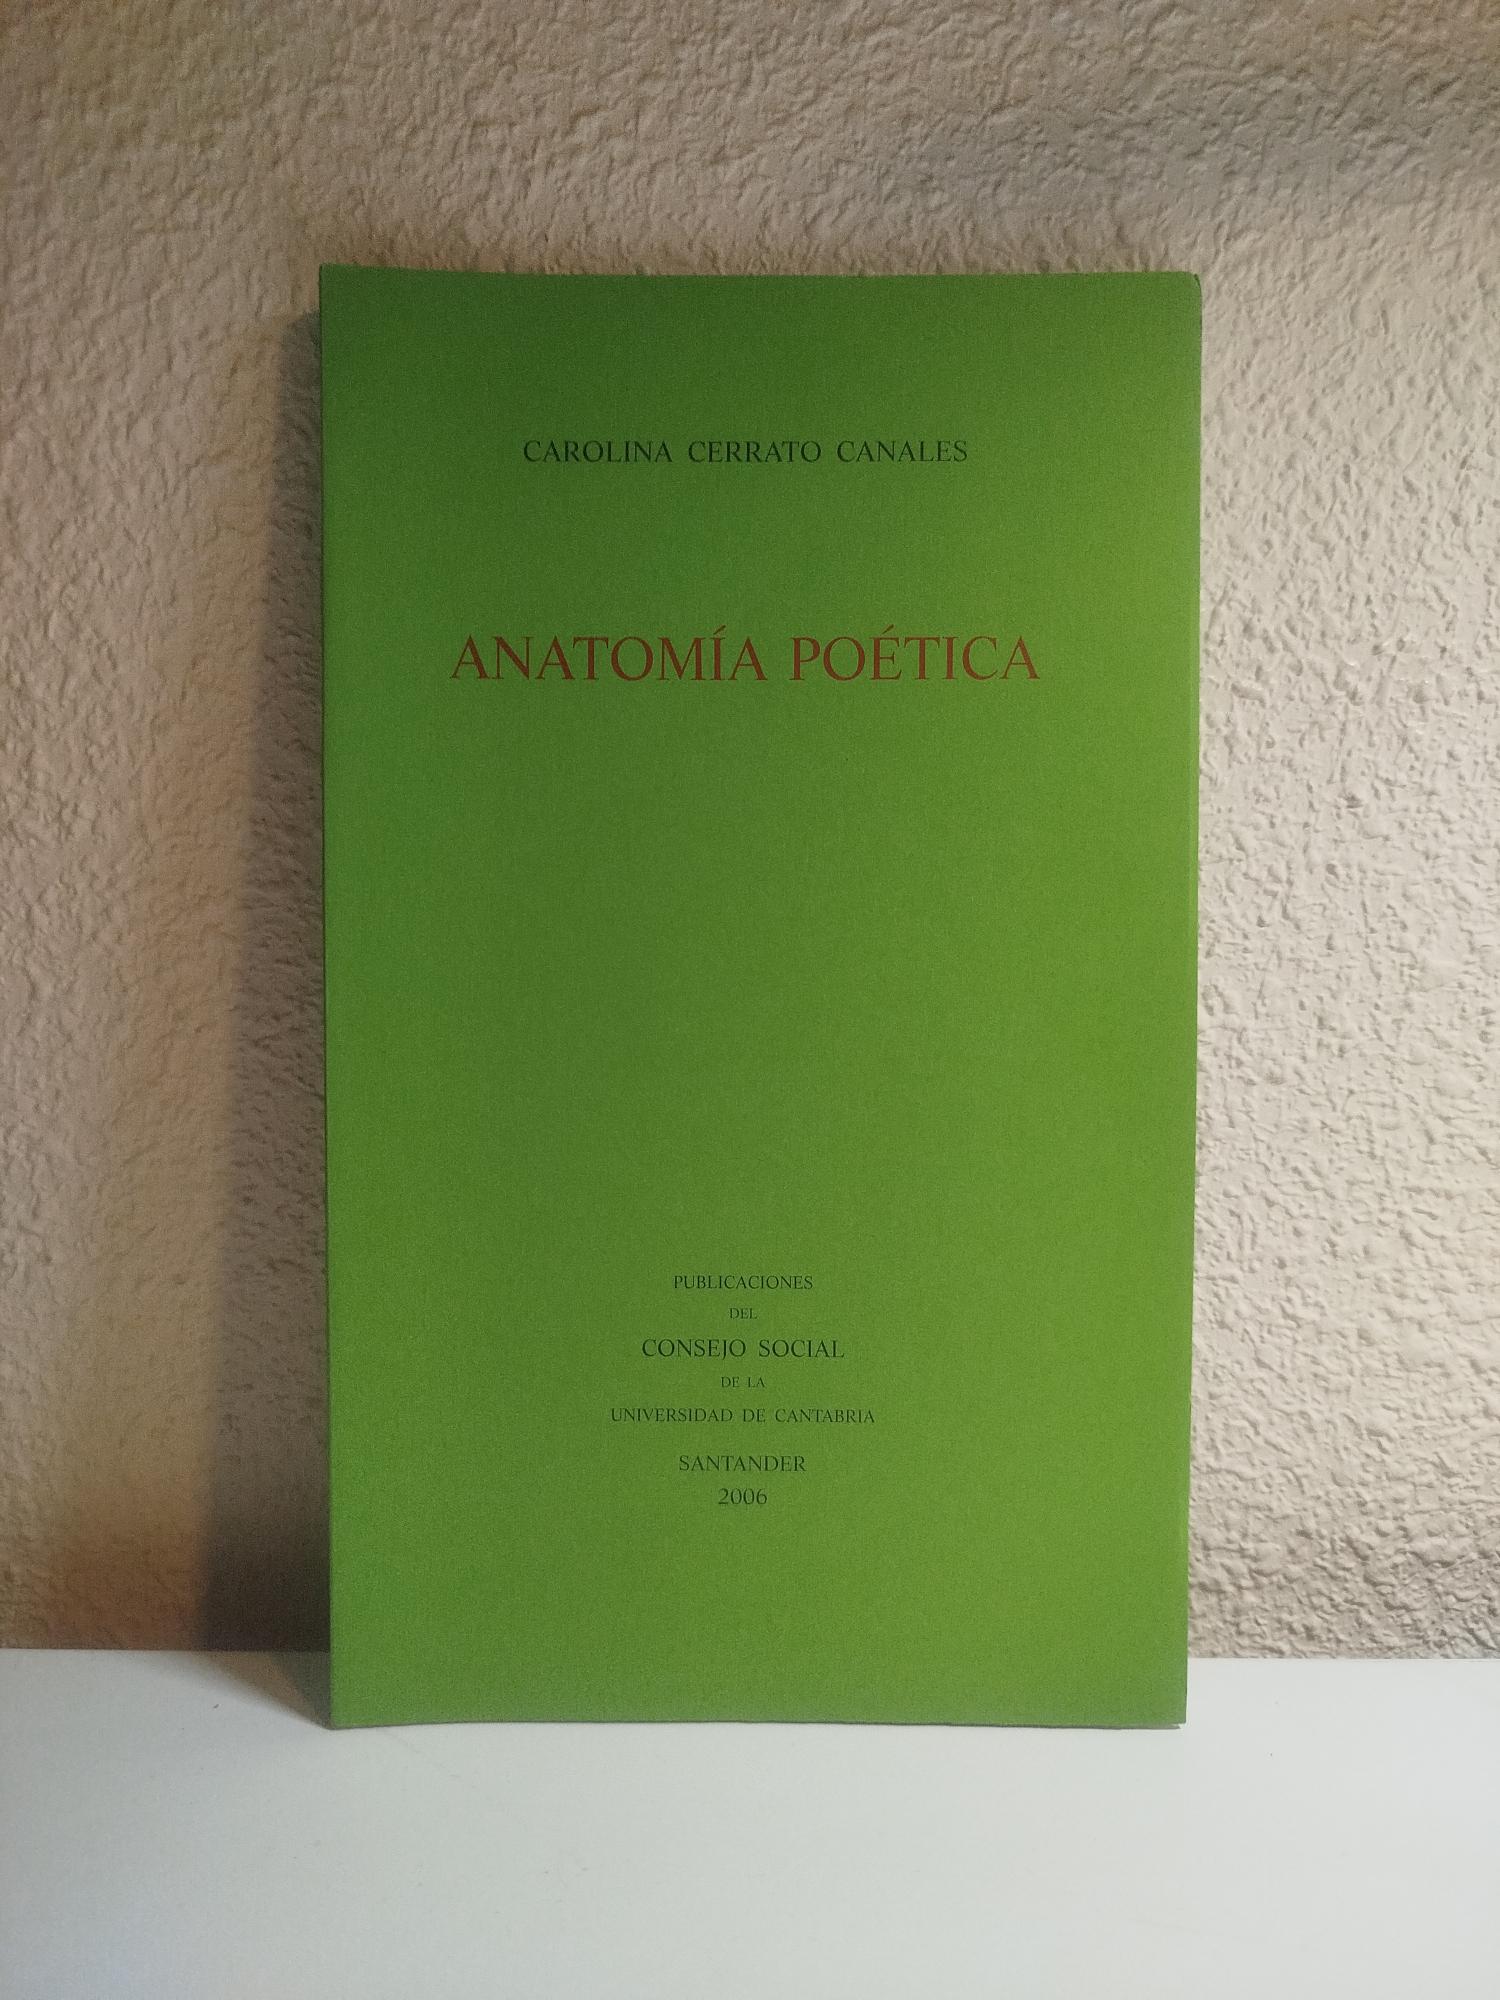 CAROLINA CERRATO CANALES
ANATOMÍA POÉTICA
PUBLICACIONES
DEL
CONSEJO SOCIAL
DE LA
UNIVERSIDAD DE CANTABRIA
SANTANDER
2006